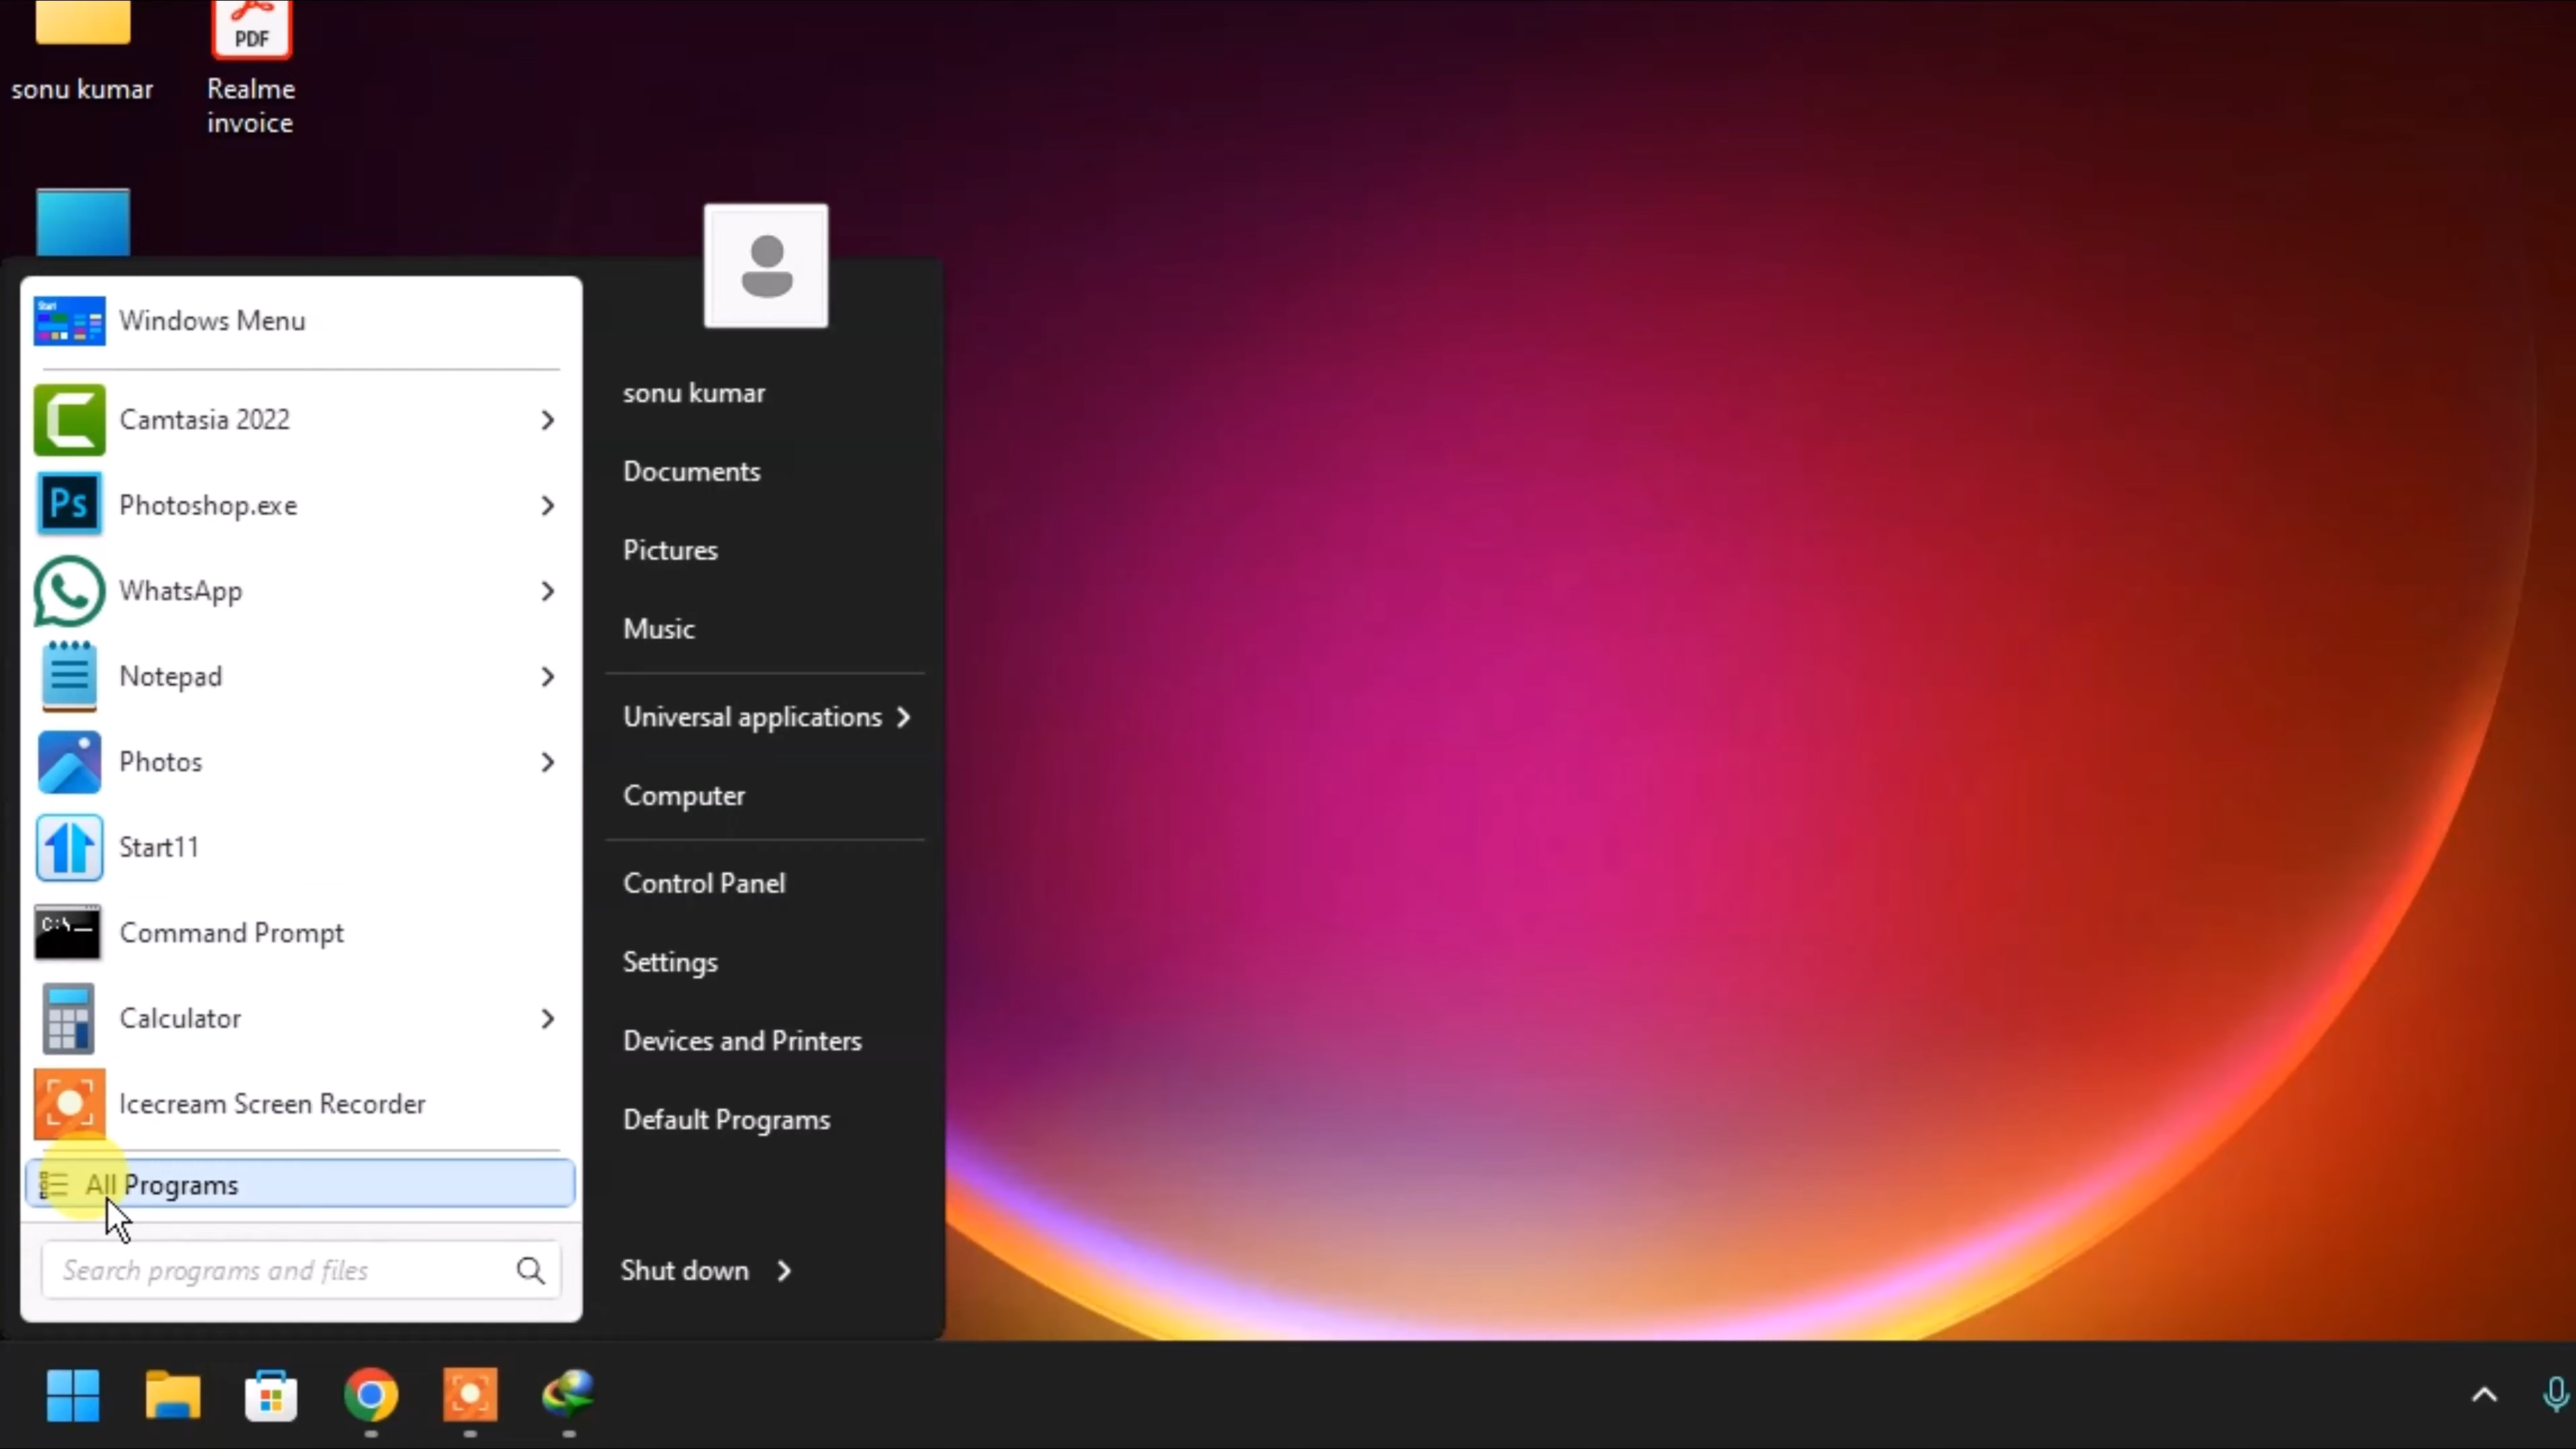 sonu kumar
PDF
Realme
invoice
Start
Windows Menu
Camtasia 2022
Ps
Photoshop.exe
WhatsApp
Notepad
Photos
Start11
C:\
Command Prompt
Calculator
Icecream Screen Recorder
All Programs
Search programs and files
sonu kumar
Documents
Pictures
Music
Universal applications
Computer
Control Panel
Settings
Devices and Printers
Default Programs
Shut down